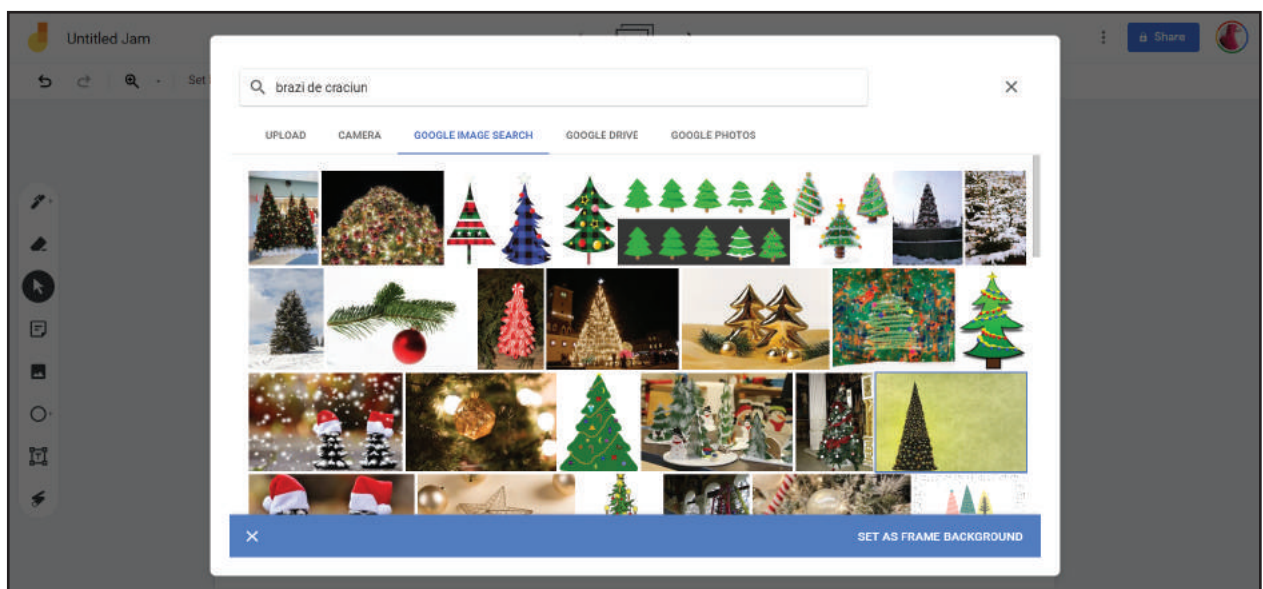 Untitled Jam
Share
Set
brazi de craciun
UPLOAD CAMERA GOOGLE IMAGE SEARCH GOOGLE DRIVE GOOGLE PHOTOS
SET AS FRAME BACKGROUND